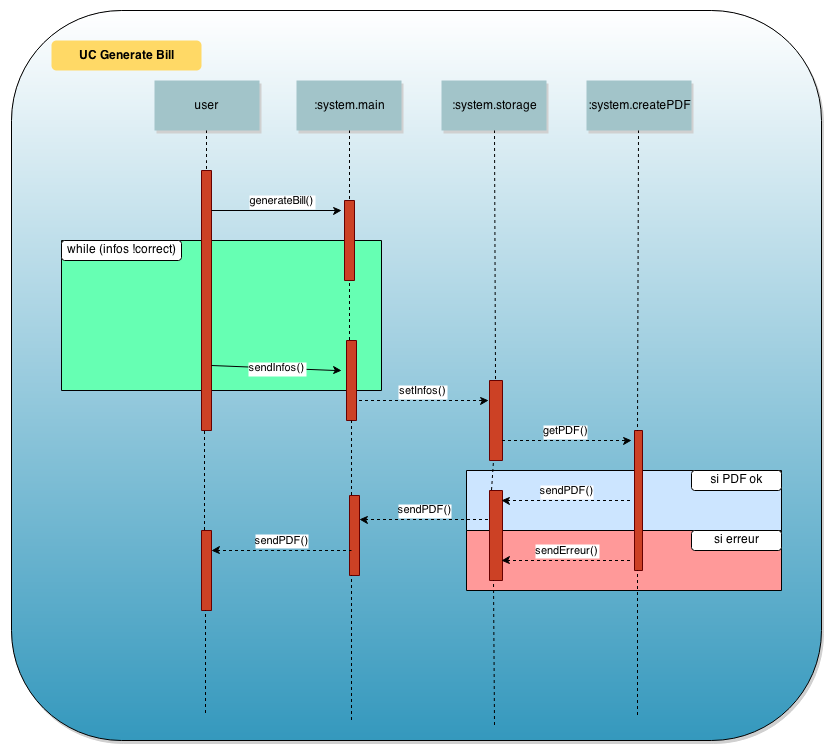 UC Generate Bill
user
:system.main
:system.storage
:system.createPDF
generateBill()
while (infos !correct)
sendInfos()
setInfos()
getPDF()
si PDF ok
sendPDF()
sendPDF()
sendPDF()
si erreur
sendErreur()